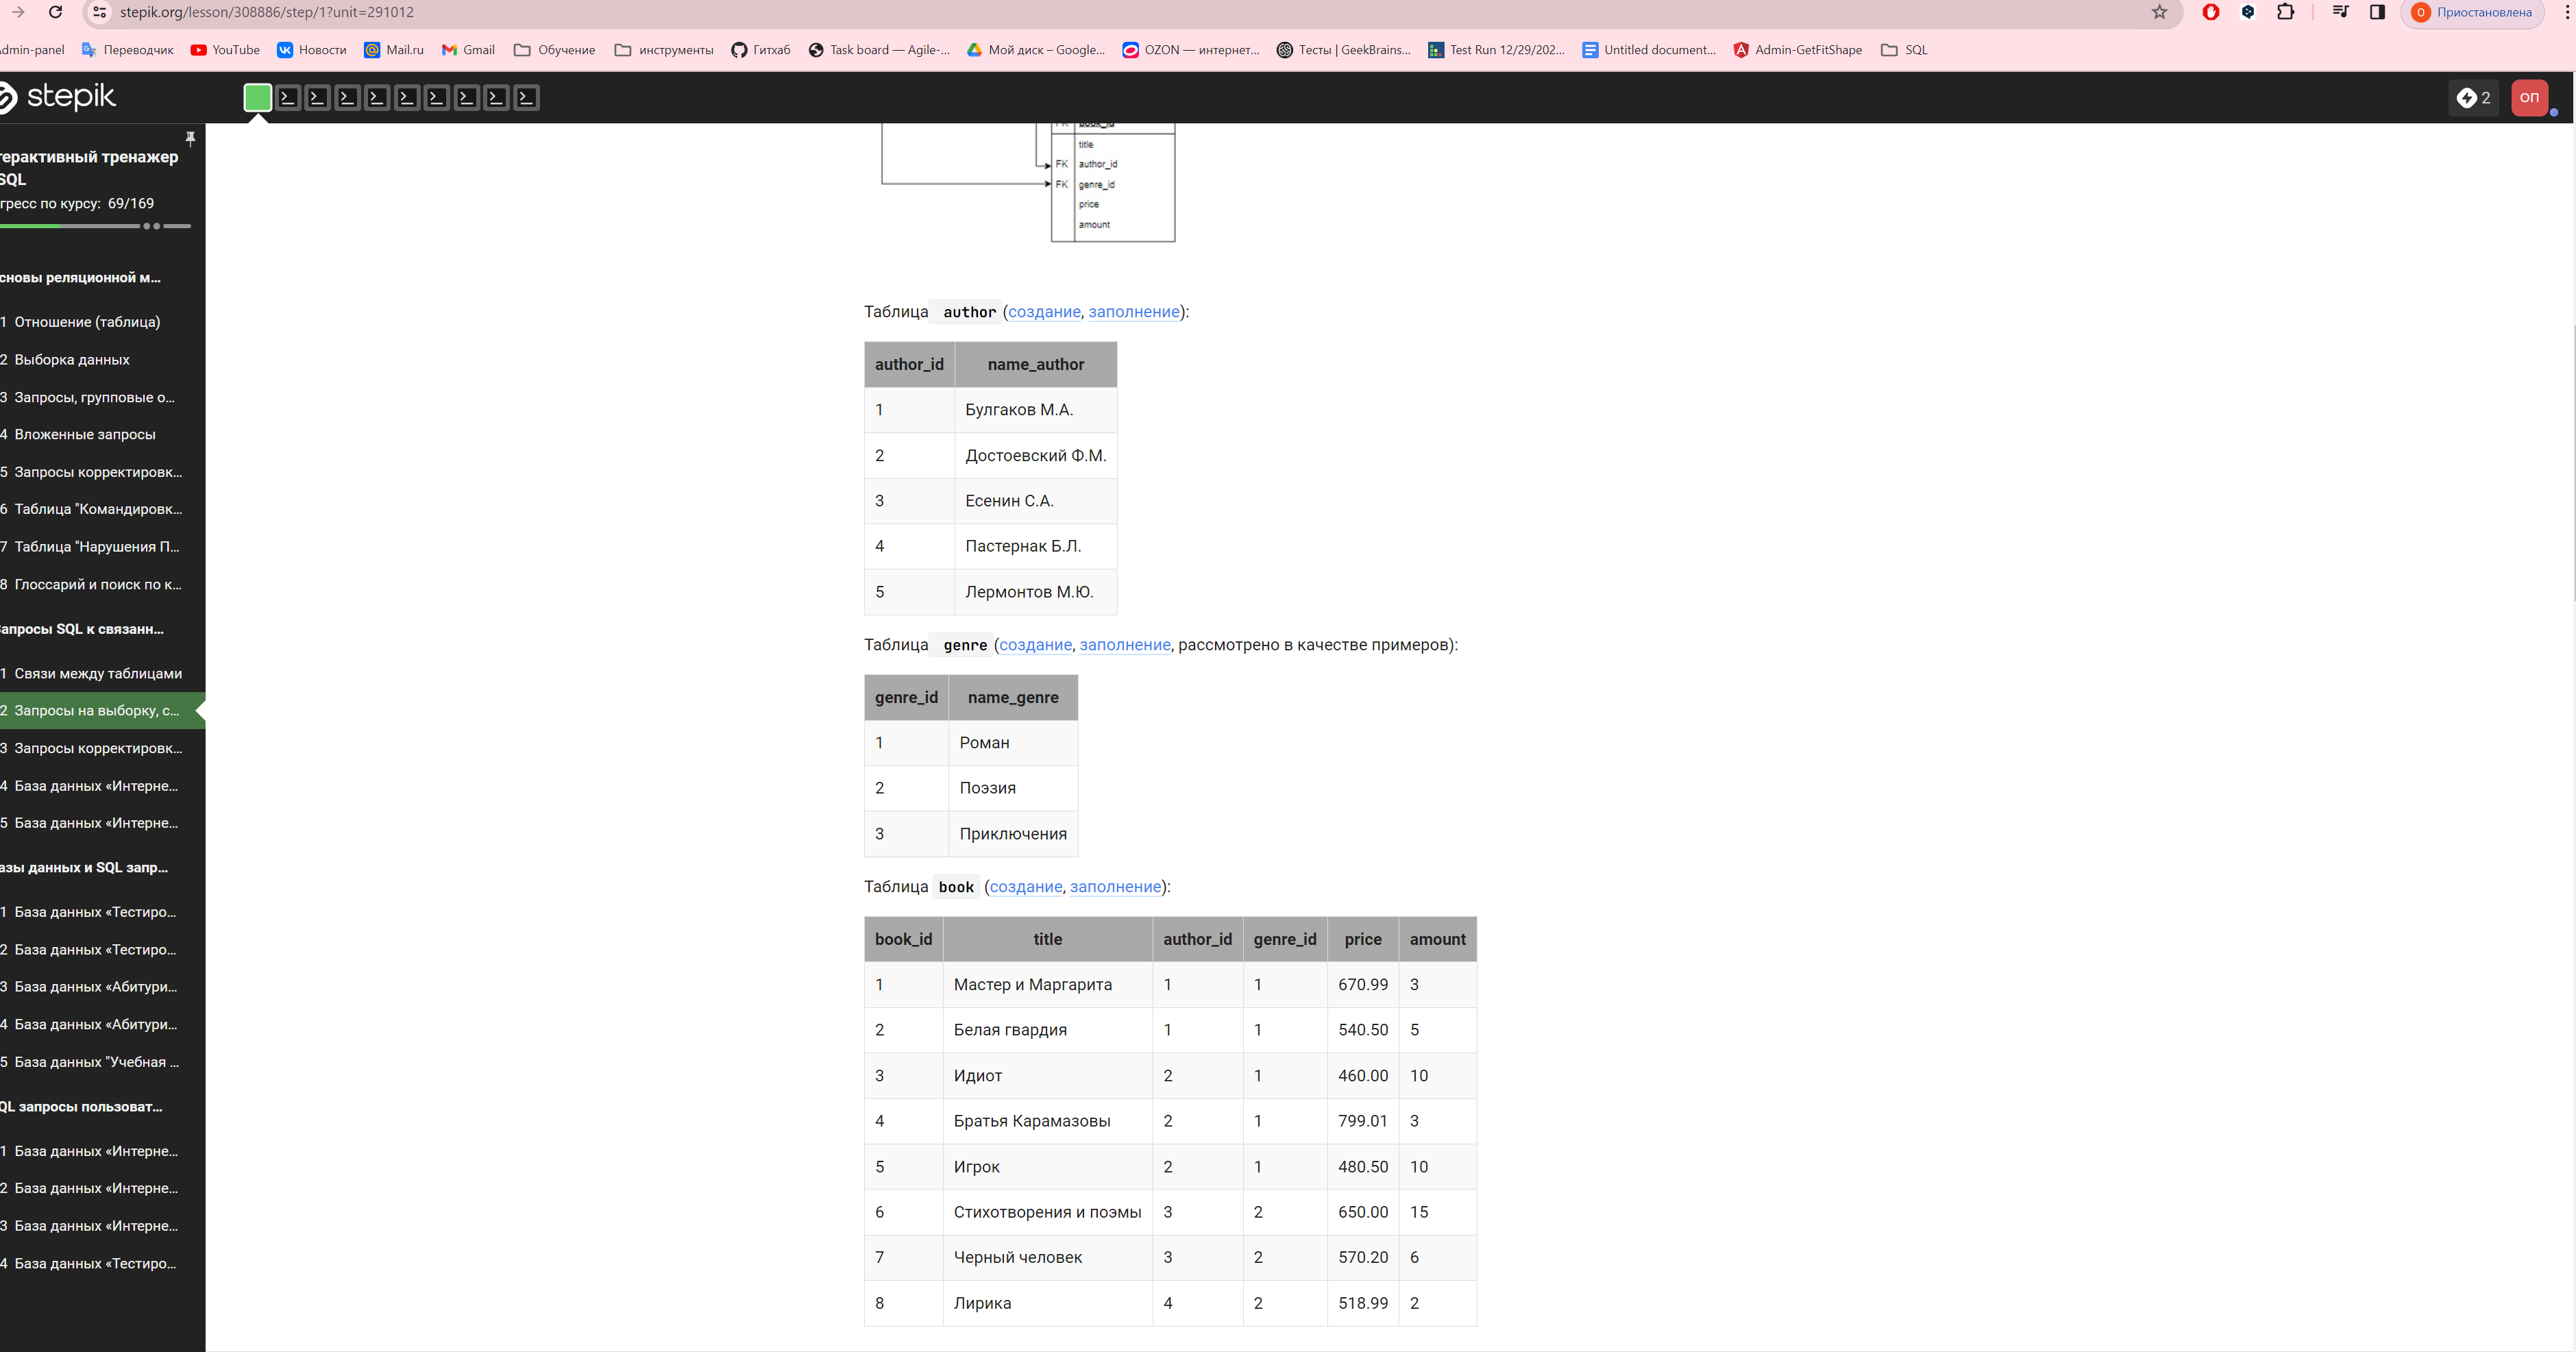 stepik.org/lesson/308886/step/1?unit=291012
Приостановлена
dmin-panel Переводчик YouTube Новости Mail.ru Gmail Обучение инструменты Гитхаб Task board — Agile-... Мой диск – Google... OZON — интернет... Тесты | GeekBrains... Test Run 12/29/202... Untitled document... Admin-GetFitShape SQL
stepik
2
ОП
терактивный тренажер
SQL
гресс по курсу: 69/169
сновы реляционной м...
1 Отношение (таблица)
2 Выборка данных
3 Запросы, групповые о...
4 Вложенные запросы
5 Запросы корректировк...
6 Таблица "Командировк...
7 Таблица "Нарушения П...
8 Глоссарий и поиск по к...
Запросы SQL к связанн...
1 Связи между таблицами
2 Запросы на выборку, с...
3 Запросы корректировк...
4 База данных «Интерне...
5 База данных «Интерне...
азы данных и SQL запр...
1 База данных «Тестиро...
2 База данных «Тестиро...
3 База данных «Абитури...
4 База данных «Абитури...
5 База данных "Учебная ...
QL запросы пользоват...
1 База данных «Интерне...
2 База данных «Интерне...
3 База данных «Интерне...
4 База данных «Тестиро...
book_id
title
FK author_id
FK genre_id
price
amount
Таблица author (создание, заполнение):
author_id name_author
1 Булгаков М.А.
2 Достоевский Ф.М.
3 Есенин С.А.
4 Пастернак Б.Л.
5 Лермонтов М.Ю.
Таблица genre (создание, заполнение, рассмотрено в качестве примеров):
genre_id name_genre
1 Роман
2 Поэзия
3 Приключения
Таблица book (создание, заполнение):
book_id title author_id genre_id price amount
1 Мастер и Маргарита 1 1 670.99 3
2 Белая гвардия 1 1 540.50 5
3 Идиот 2 1 460.00 10
4 Братья Карамазовы 2 1 799.01 3
5 Игрок 2 1 480.50 10
6 Стихотворения и поэмы 3 2 650.00 15
7 Черный человек 3 2 570.20 6
8 Лирика 4 2 518.99 2